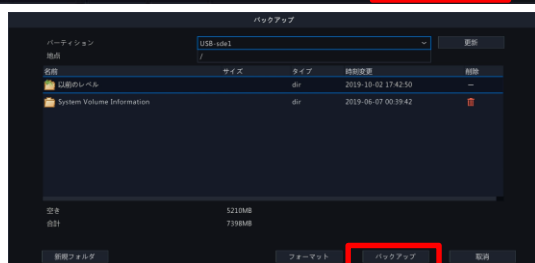 バックアップ
パーティション USB-sde1 更新
地点 /
名前 サイズ タイプ 時刻変更 削除
以前のレベル dir 2019-10-02 17:42:50 —
System Volume Information dir 2019-06-07 00:39:42
空き 5210MB
合計 7398MB
新規フォルダ フォーマット バックアップ 取消